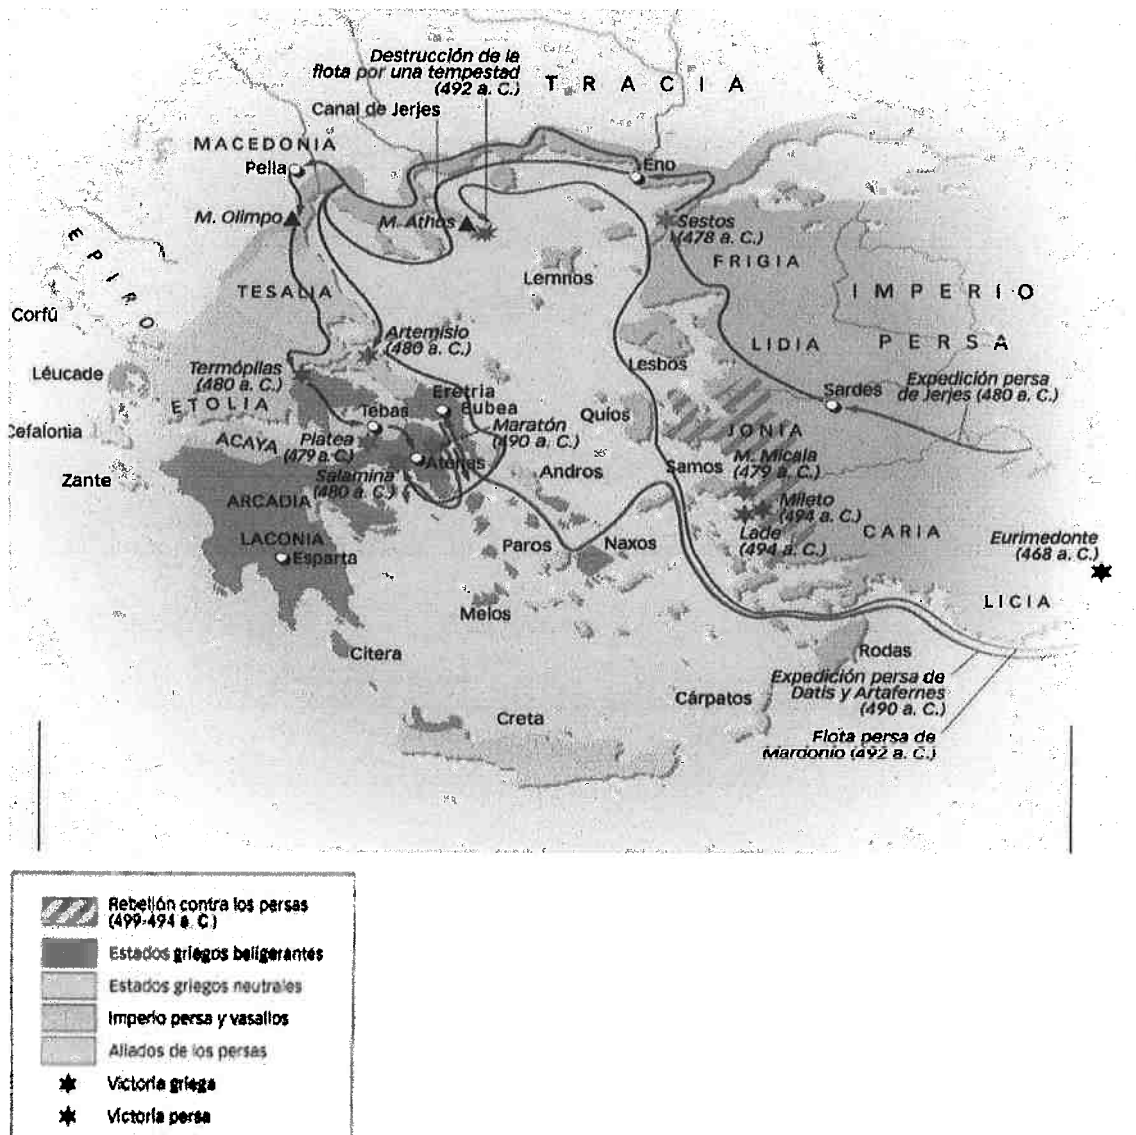 Destrucción de la
flota por una tempestad
(492 a. C.)
TRACIA
Canal de Jerjes
MACEDONIA
Pella
Eno
M. Olimpo
M. Athos
Sestos
(478 a. C.)
EPIRO
FRIGIA
Lemnos
TESALIA
IMPERIO
PERSA
Corfú
Artemisio
(480 a. C.)
LIDIA
Lesbos
Termópilas
(480 a. C.)
Léucade
Sardes
Expedición persa
de Jerjes (480 a. C.)
Eretria
Eubea
ETOLIA
Tebas
Quíos
Maratón
(490 a. C.)
JONIA
Cefalonia
ACAYA
Platea
(479 a. C.)
Atenas
M. Micala
(479 a. C.)
Samos
Andros
Zante
Salamina
(480 a. C.)
ARCADIA
Mileto
(494 a. C.)
Lade
(494 a. C.)
CARIA
LACONIA
Esparta
Paros
Naxos
Eurimedonte
(468 a. C.)
LICIA
Melos
Citera
Rodas
Expedición persa de
Datis y Artafernes
(490 a. C.)
Cárpatos
Creta
Flota persa de
Mardonio (492 a. C.)
Rebelión contra los persas
(499-494 a. C.)
Estados griegos beligerantes
Estados griegos neutrales
Imperio persa y vasallos
Aliados de los persas
Victoria griega
Victoria persa